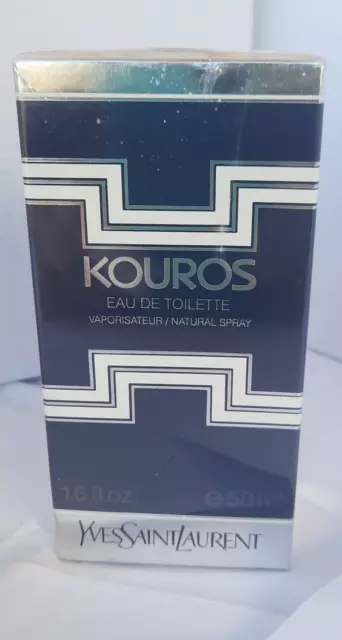 KOUROS
EAU DE TOILETTE
VAPORISATEUR / NATURAL SPRAY
1.6 fl.oz
YVESSAINTLAURENT